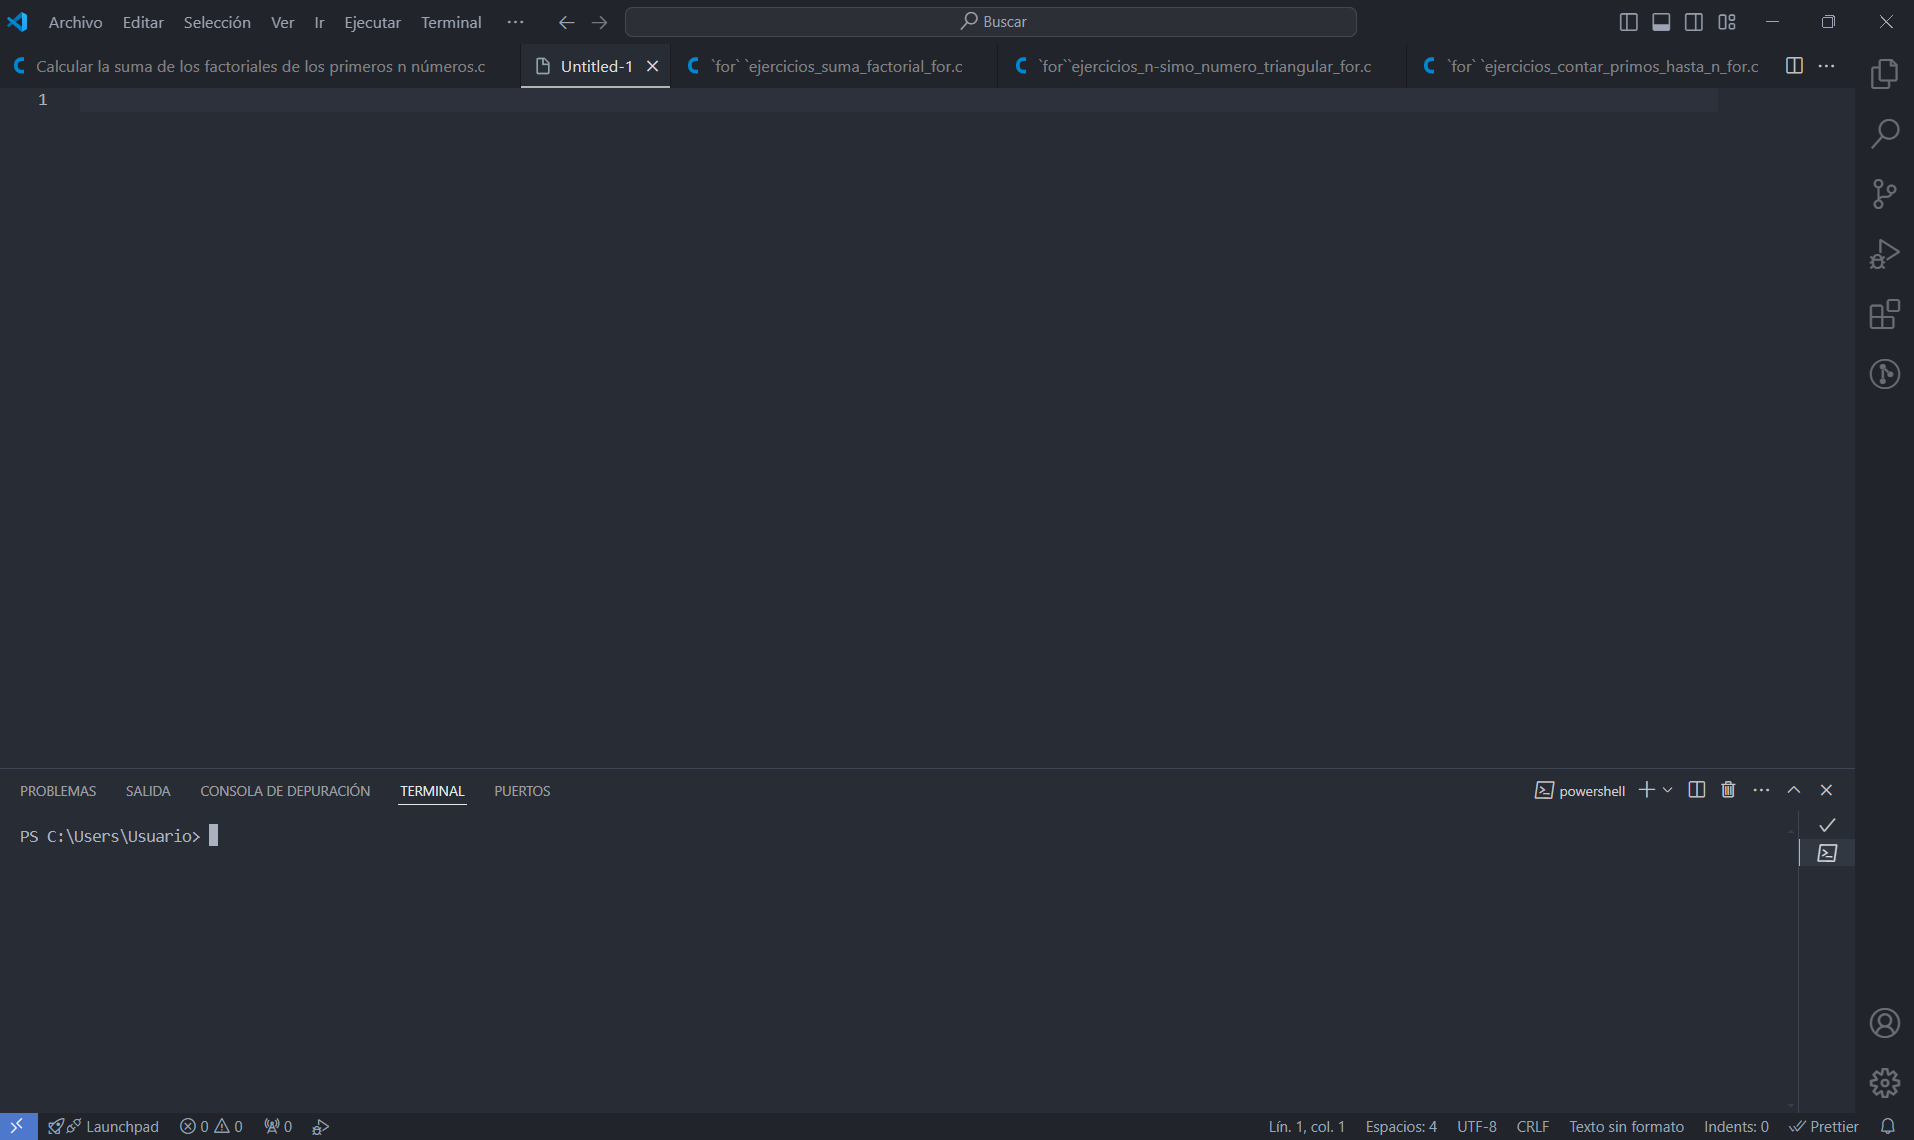 Archivo Editar Selección Ver Ir Ejecutar Terminal ··· Buscar
Calcular la suma de los factoriales de los primeros n números.c Untitled-1 `for` `ejercicios_suma_factorial_for.c `for``ejercicios_n-simo_numero_triangular_for.c `for` `ejercicios_contar_primos_hasta_n_for.c
1
PROBLEMAS SALIDA CONSOLA DE DEPURACIÓN TERMINAL PUERTOS powershell
PS C:\Users\Usuario>
Launchpad 0 0 0 Lín. 1, col. 1 Espacios: 4 UTF-8 CRLF Texto sin formato Indents: 0 Prettier